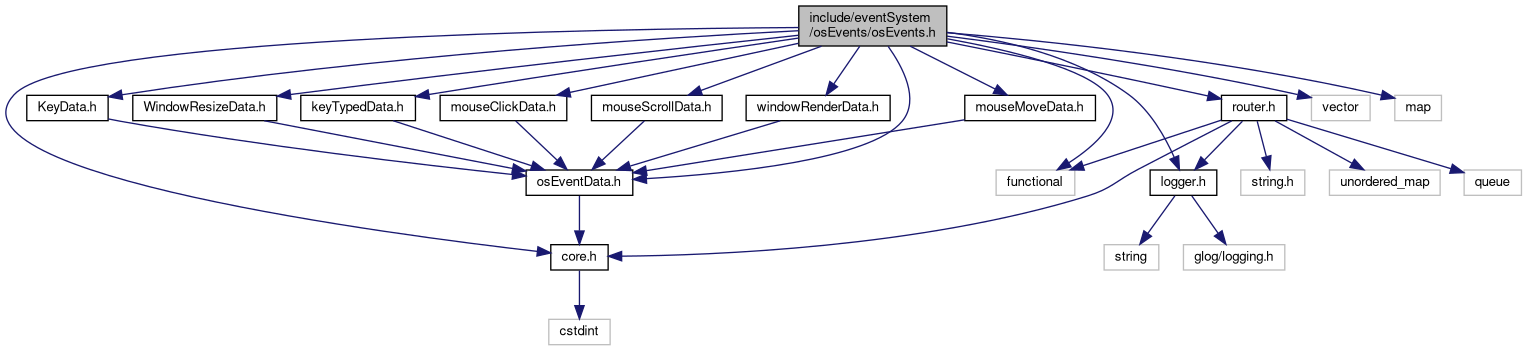 include/eventSystem
/osEvents/osEvents.h
KeyData.h
WindowResizeData.h
keyTypedData.h
mouseClickData.h
mouseScrollData.h
windowRenderData.h
mouseMoveData.h
router.h
vector
map
osEventData.h
functional
logger.h
string.h
unordered_map
queue
core.h
string
glog/logging.h
cstdint